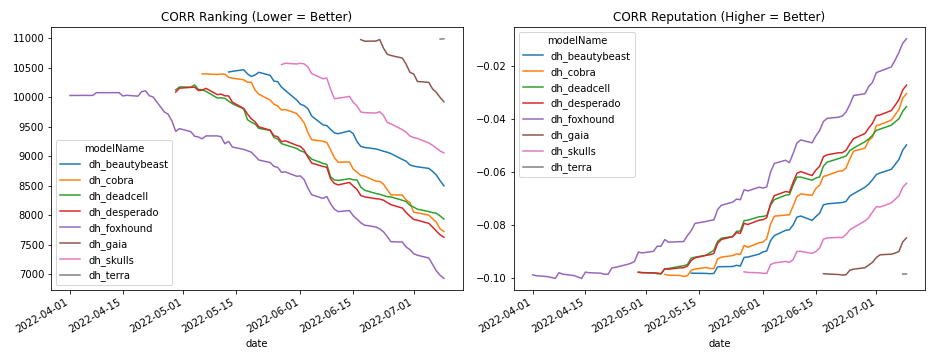 CORR Ranking (Lower = Better)
11000
10500
10000
9500
9000
8500
8000
7500
7000
modelName
dh_beautybeast
dh_cobra
dh_deadcell
dh_desperado
dh_foxhound
dh_gaia
dh_skulls
dh_terra
2022-04-01
2022-04-15
2022-05-01
2022-05-15
2022-06-01
2022-06-15
2022-07-01
date
CORR Reputation (Higher = Better)
−0.02
−0.04
−0.06
−0.08
−0.10
modelName
dh_beautybeast
dh_cobra
dh_deadcell
dh_desperado
dh_foxhound
dh_gaia
dh_skulls
dh_terra
2022-04-01
2022-04-15
2022-05-01
2022-05-15
2022-06-01
2022-06-15
2022-07-01
date